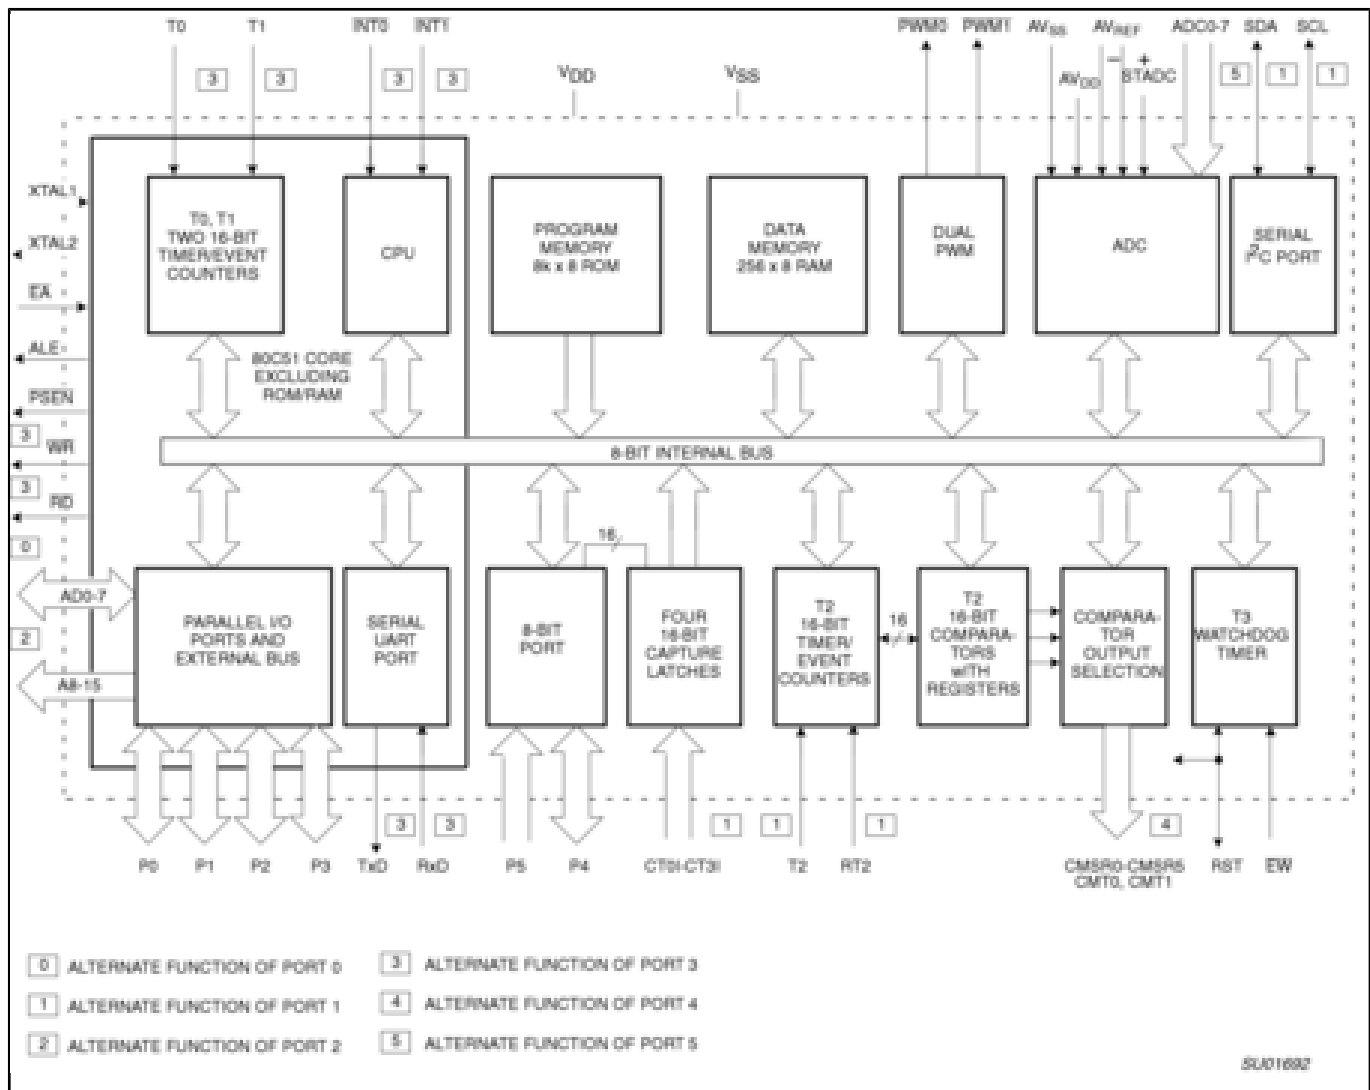 T0 T1 INT0 INT1 PWM0 PWM1 AVSS AVREF ADC0-7 SDA SCL
3 3 3 3 VDD VSS AVDD − + STADC 5 1 1
XTAL1
XTAL2
EA
ALE
PSEN
3
WR
3
RD
0
AD0-7
2
A8-15
T0, T1
TWO 16-BIT
TIMER/EVENT
COUNTERS
CPU
PROGRAM
MEMORY
8k x 8 ROM
DATA
MEMORY
256 x 8 RAM
DUAL
PWM
ADC
SERIAL
I2C PORT
80C51 CORE
EXCLUDING
ROM/RAM
8-BIT INTERNAL BUS
PARALLEL I/O
PORTS AND
EXTERNAL BUS
SERIAL
UART
PORT
8-BIT
PORT
16
FOUR
16-BIT
CAPTURE
LATCHES
T2
16-BIT
TIMER/
EVENT
COUNTERS
16
T2
16-BIT
COMPARA-
TORS
wITH
REGISTERS
COMPARA-
TOR
OUTPUT
SELECTION
T3
WATCHDOG
TIMER
3 3 1 1 1 4
P0 P1 P2 P3 TxD RxD P5 P4 CT0I-CT3I T2 RT2 CMSR0-CMSR5 RST EW
CMT0, CMT1
0 ALTERNATE FUNCTION OF PORT 0
1 ALTERNATE FUNCTION OF PORT 1
2 ALTERNATE FUNCTION OF PORT 2
3 ALTERNATE FUNCTION OF PORT 3
4 ALTERNATE FUNCTION OF PORT 4
5 ALTERNATE FUNCTION OF PORT 5
SU01692